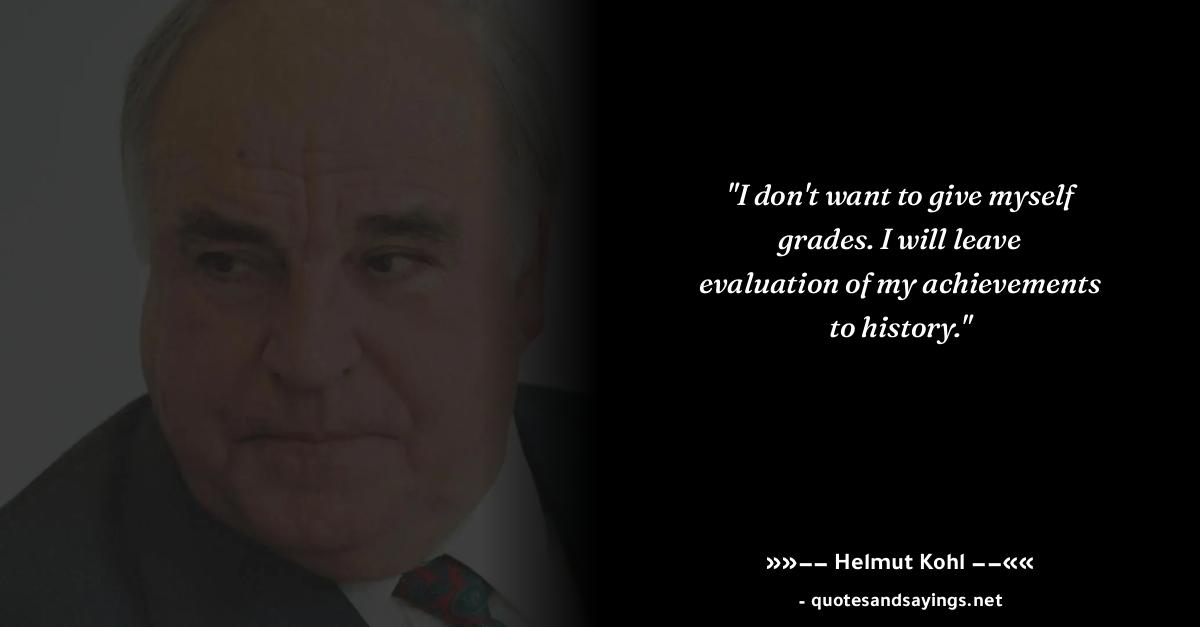 "I don't want to give myself
grades. I will leave
evaluation of my achievements
to history."
»»−− Helmut Kohl −−««
- quotesandsayings.net